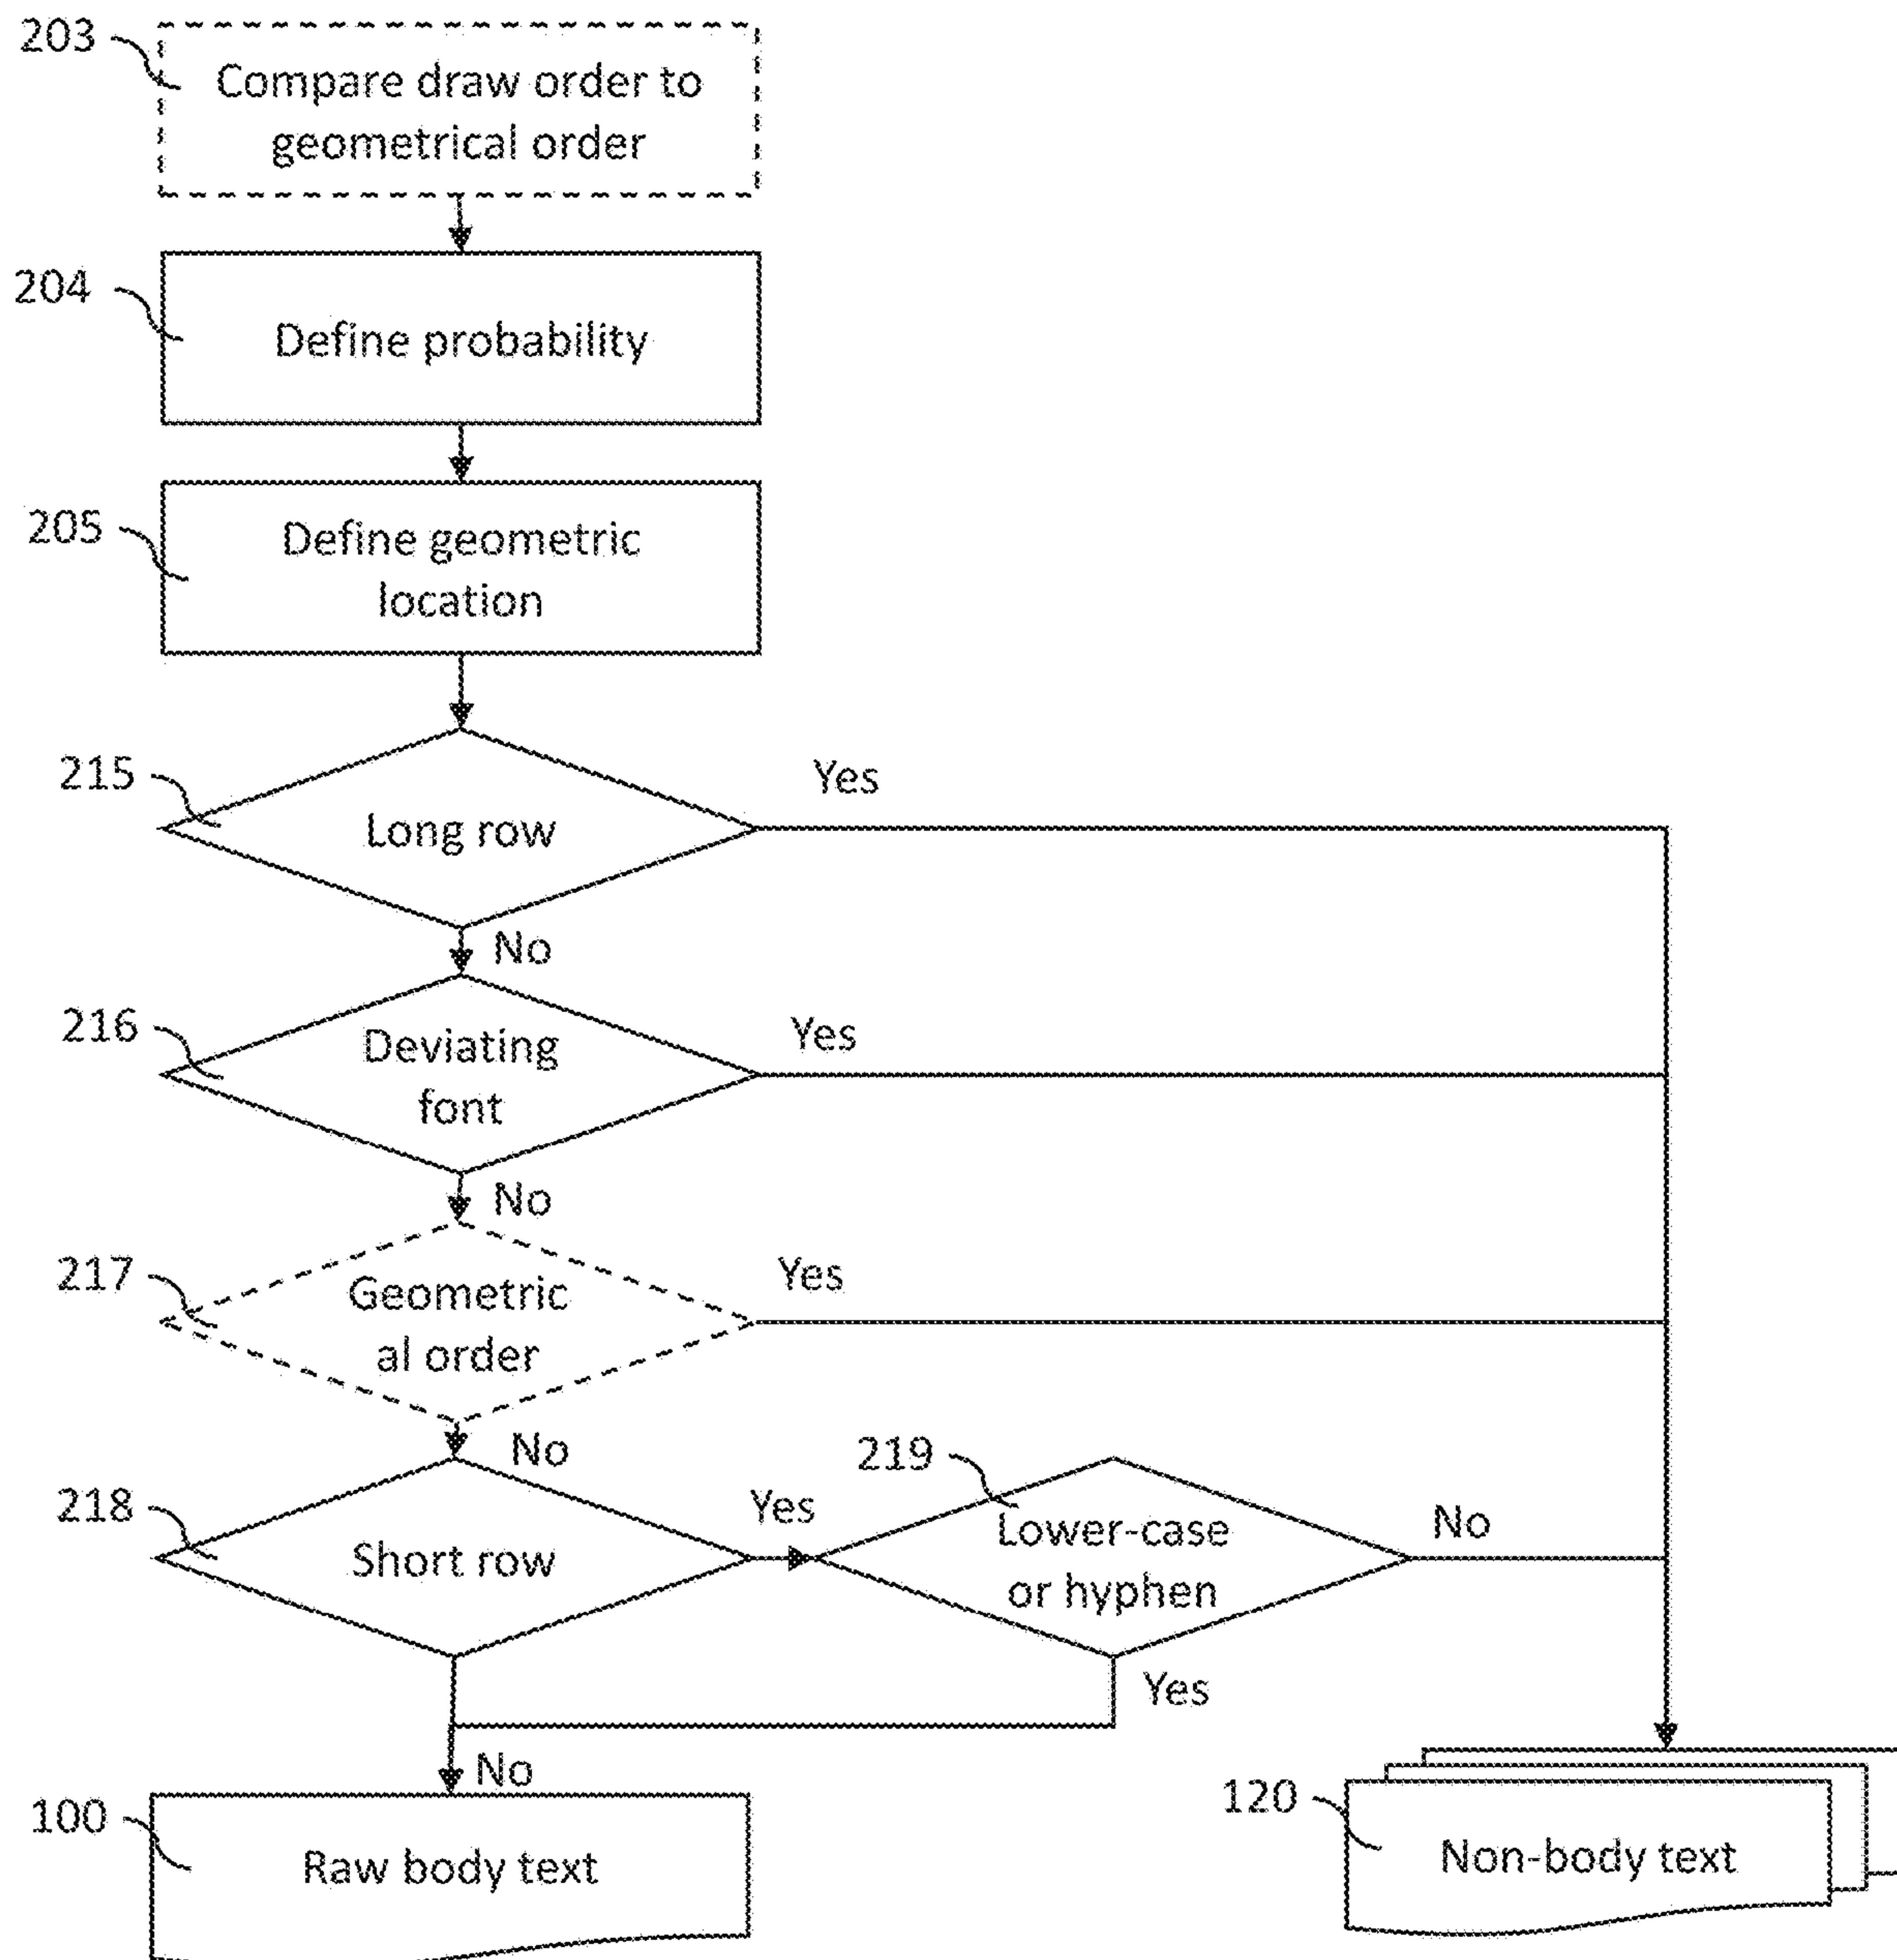 203
Compare draw order to
geometrical order
204
Define probability
205
Define geometric
location
215
Long row
Yes
No
216
Deviating
font
Yes
No
217
Geometric
al order
Yes
No
218
Short row
Yes
219
Lower-case
or hyphen
No
Yes
No
100
Raw body text
120
Non-body text